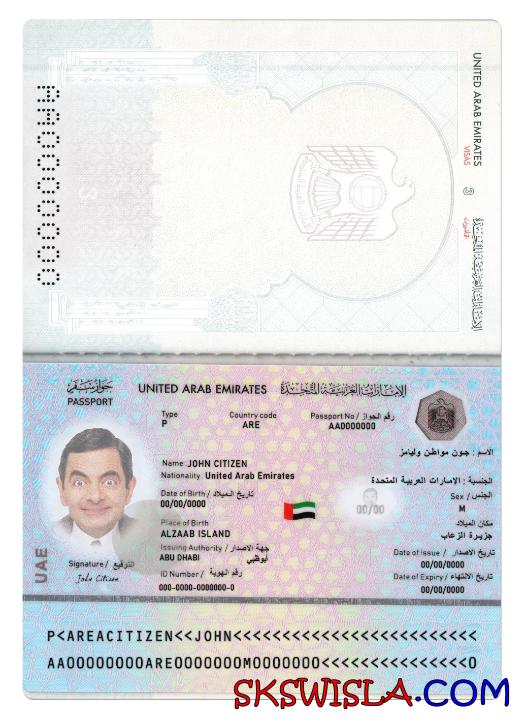 AA0000000
UNITED ARAB EMIRATES
VISAS
3
3
الإمارات العربية المتحدة
التأشيرات
جواز سفر
PASSPORT
UNITED ARAB EMIRATES الإمارات العربية المتحدة
Type Country code Passport No / رقم الجواز
P ARE AA0000000
الاسم : جون مواطن وليامز
Name JOHN CITIZEN
Nationality United Arab Emirates
الجنسية : الإمارات العربية المتحدة
Date of Birth / تاريخ الميلاد
00/00/0000
00/00
Sex / الجنس
M
Place of Birth
ALZAAB ISLAND
مكان الميلاد
جزيرة الزعاب
Issuing Authority / جهة الاصدار
ABU DHABI أبوظبي
Date of Issue / تاريخ الاصدار
00/00/0000
ID Number / رقم الهوية
000-0000-0000000-0
Date of Expiry / تاريخ الانتهاء
00/00/0000
UAE
Signature / التوقيع
John Citizen
P<AREACITIZEN<<JOHN<<<<<<<<<<<<<<<<<<<<<<<<<
AA00000000ARE0000000M0000000<<<<<<<<<<<<<<<0
SKSWISLA.COM